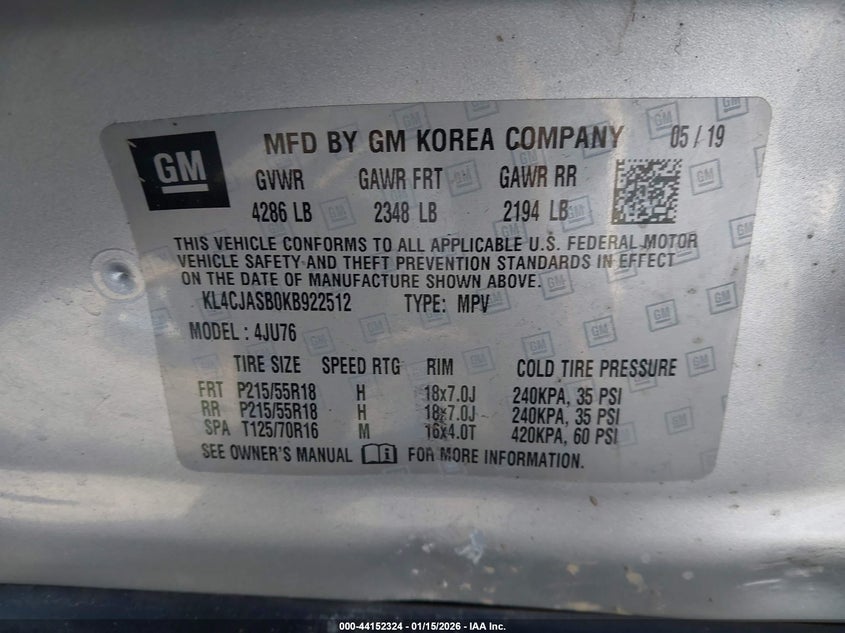 GM
MFD BY GM KOREA COMPANY 05 / 19
GVWR GAWR FRT GAWR RR
4286 LB 2348 LB 2194 LB
THIS VEHICLE CONFORMS TO ALL APPLICABLE U.S. FEDERAL MOTOR
VEHICLE SAFETY AND THEFT PREVENTION STANDARDS IN EFFECT
ON THE DATE OF MANUFACTURE SHOWN ABOVE.
KL4CJASB0KB922512 TYPE: MPV
MODEL : 4JU76
TIRE SIZE SPEED RTG RIM COLD TIRE PRESSURE
FRT P215/55R18 H 18x7.0J 240KPA, 35 PSI
RR P215/55R18 H 18x7.0J 240KPA, 35 PSI
SPA T125/70R16 M 16x4.0T 420KPA, 60 PSI
SEE OWNER'S MANUAL FOR MORE INFORMATION.
000-44152324 | 01/15/2026 - IAA Inc.